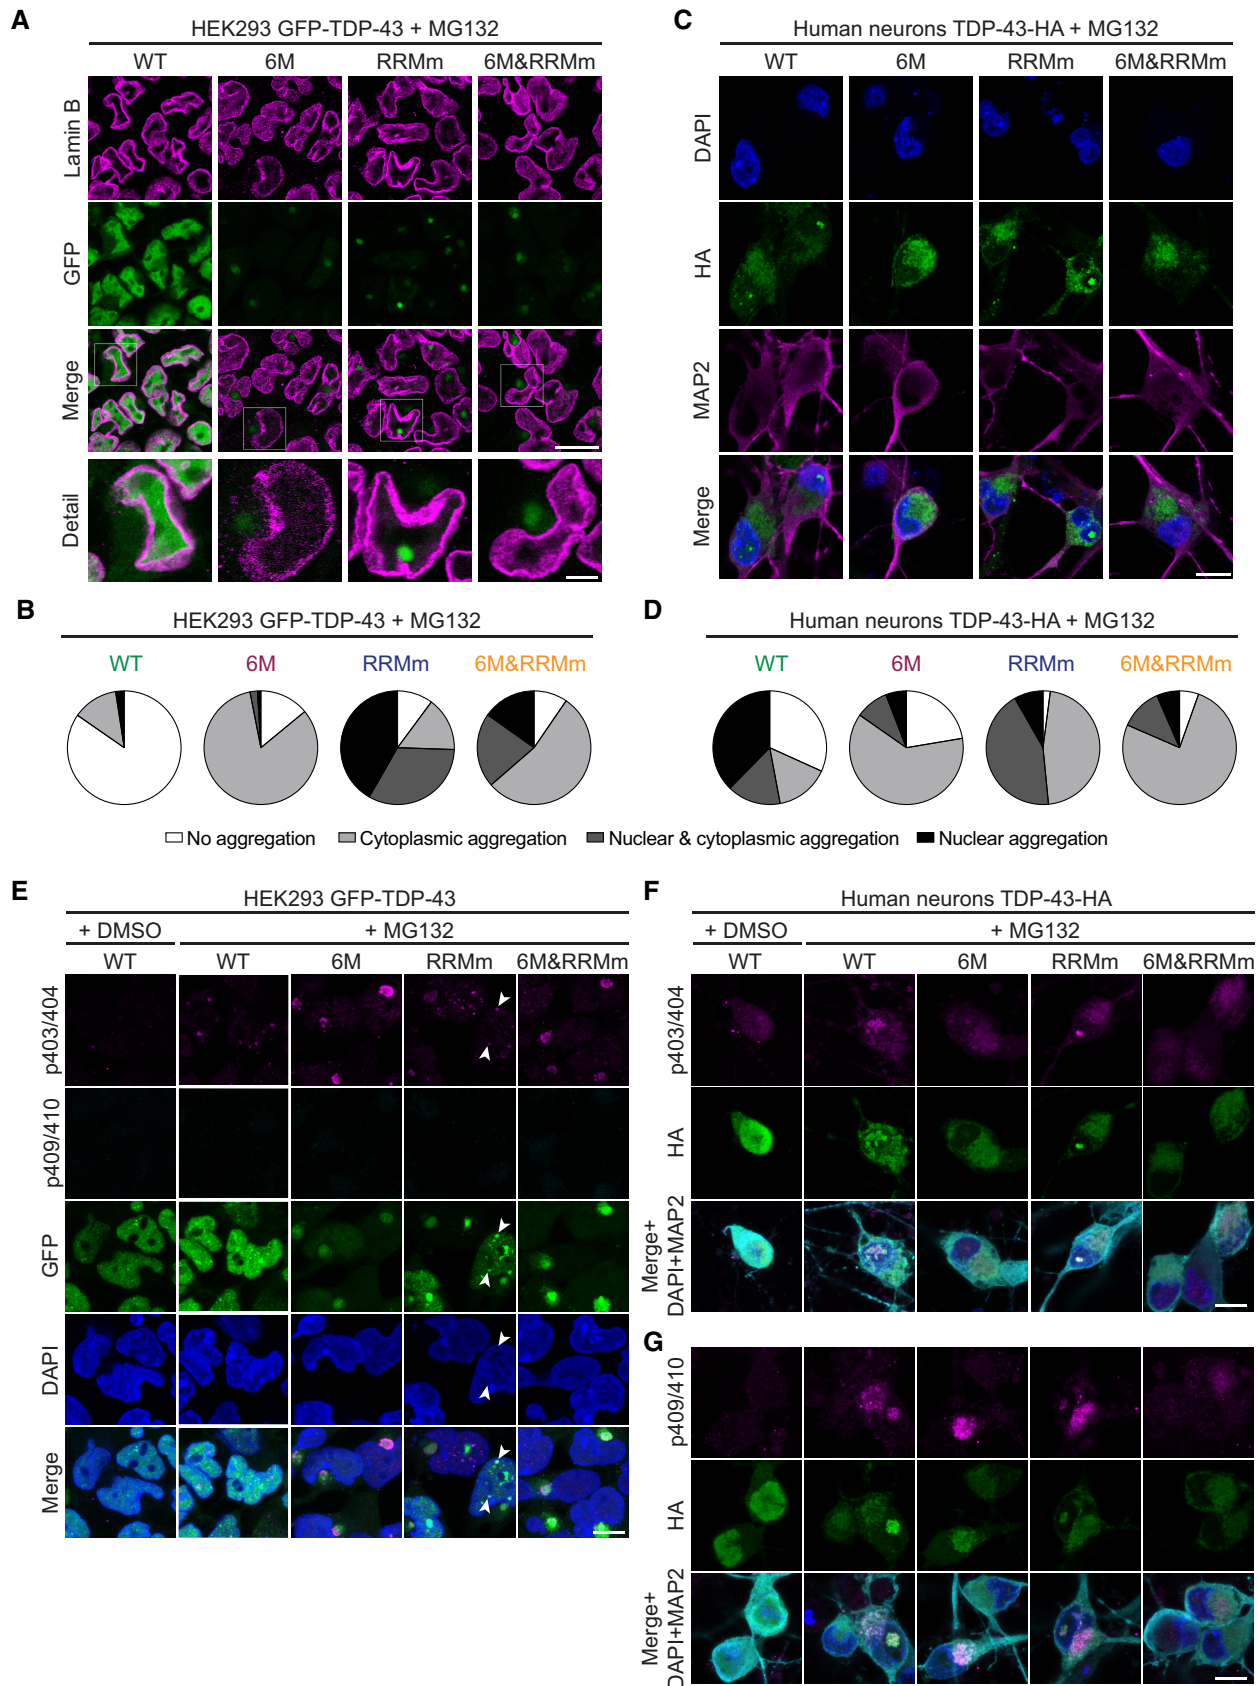 A
HEK293 GFP-TDP-43 + MG132
WT 6M RRMm 6M&RRMm
Lamin B
GFP
Merge
Detail
C
Human neurons TDP-43-HA + MG132
WT 6M RRMm 6M&RRMm
DAPI
HA
MAP2
Merge
B
HEK293 GFP-TDP-43 + MG132
WT 6M RRMm 6M&RRMm
D
Human neurons TDP-43-HA + MG132
WT 6M RRMm 6M&RRMm
No aggregation Cytoplasmic aggregation Nuclear & cytoplasmic aggregation Nuclear aggregation
E
HEK293 GFP-TDP-43
+ DMSO + MG132
WT WT 6M RRMm 6M&RRMm
p403/404
p409/410
GFP
DAPI
Merge
F
Human neurons TDP-43-HA
+ DMSO + MG132
WT WT 6M RRMm 6M&RRMm
p403/404
HA
Merge+
DAPI+MAP2
G
p409/410
HA
Merge+
DAPI+MAP2